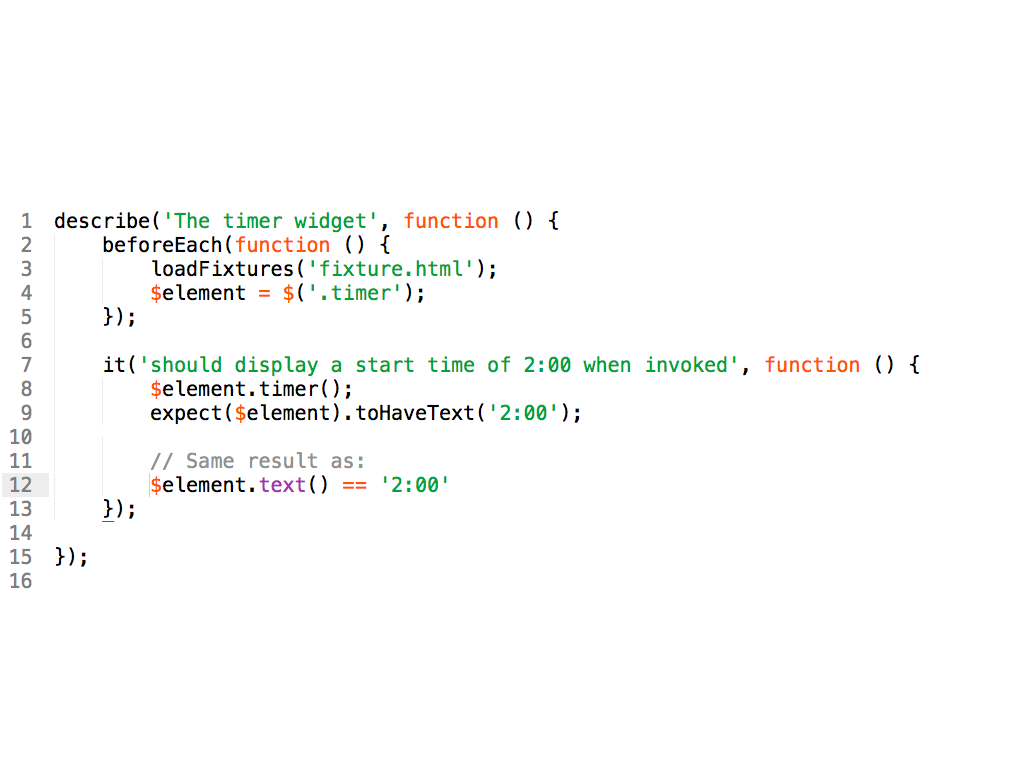 1 describe('The timer widget', function () {
2     beforeEach(function () {
3         loadFixtures('fixture.html');
4         $element = $('.timer');
5     });
6
7     it('should display a start time of 2:00 when invoked', function () {
8         $element.timer();
9         expect($element).toHaveText('2:00');
10
11         // Same result as:
12         $element.text() == '2:00'
13     });
14
15 });
16